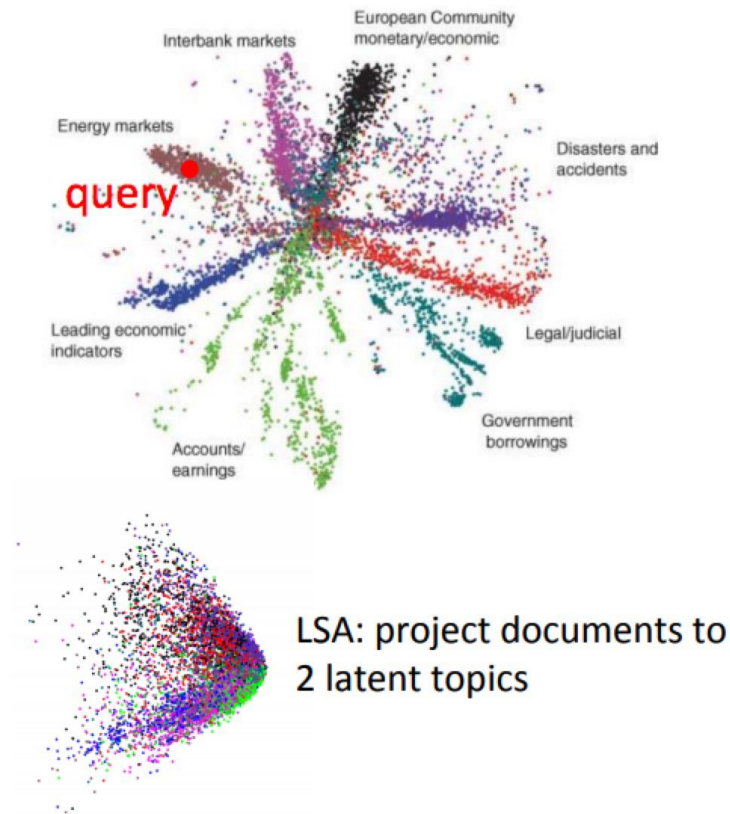 European Community
monetary/economic
Interbank markets
Energy markets
Disasters and
accidents
query
Leading economic
indicators
Legal/judicial
Government
borrowings
Accounts/
earnings
LSA: project documents to
2 latent topics